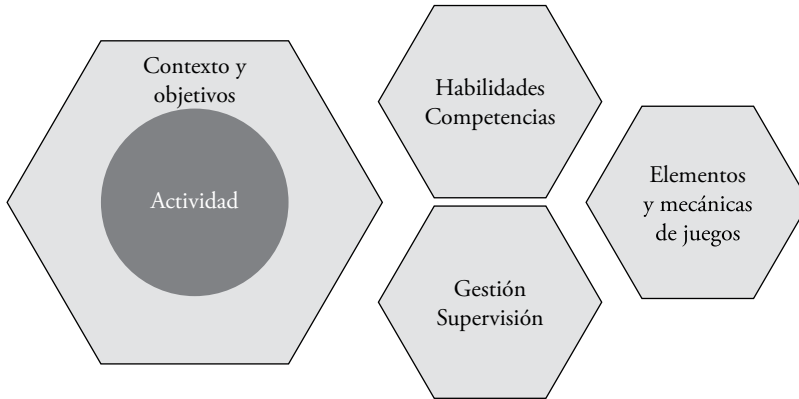 Contexto y
objetivos
Actividad
Habilidades
Competencias
Gestión
Supervisión
Elementos
y mecánicas
de juegos